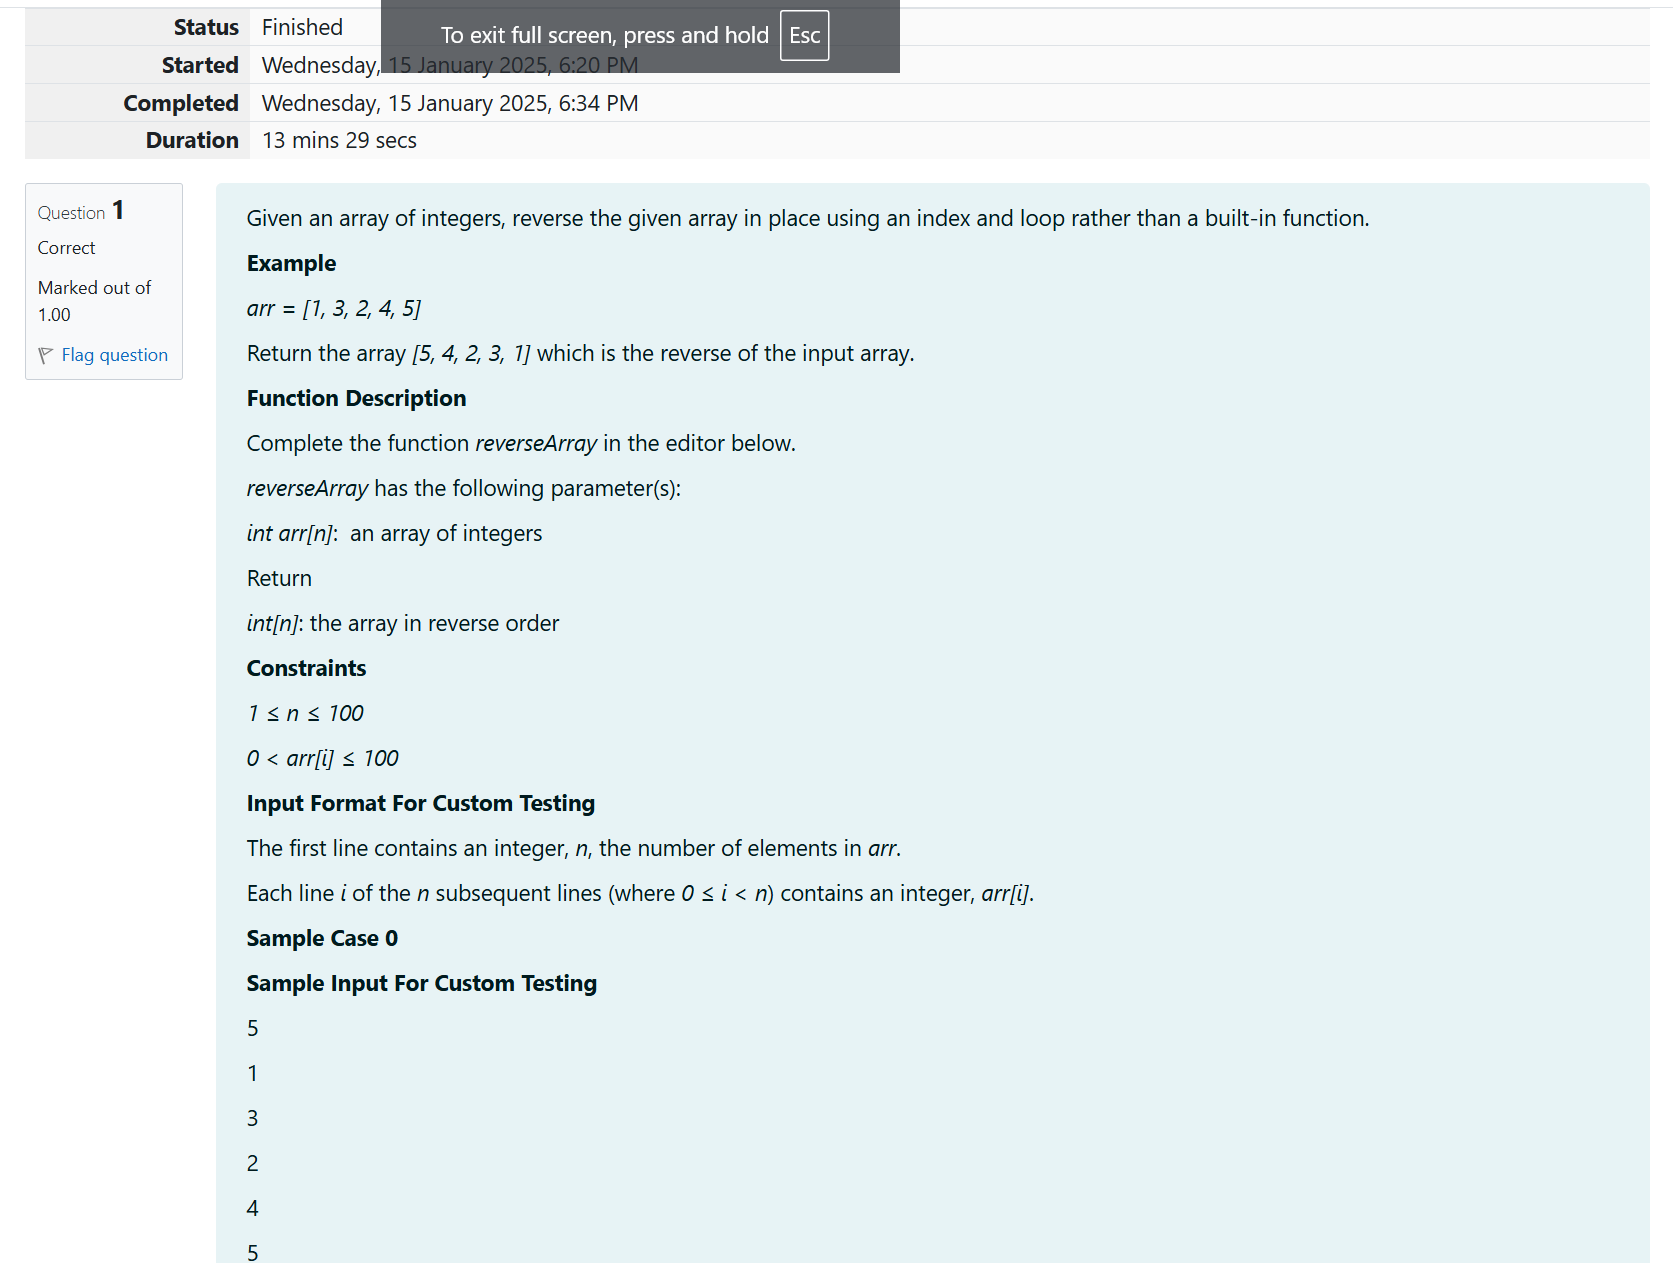 Status Finished
To exit full screen, press and hold Esc
Started Wednesday, 15 January 2025, 6:20 PM
Completed Wednesday, 15 January 2025, 6:34 PM
Duration 13 mins 29 secs
Question 1
Correct
Marked out of
1.00
Flag question
Given an array of integers, reverse the given array in place using an index and loop rather than a built-in function.
Example
arr = [1, 3, 2, 4, 5]
Return the array [5, 4, 2, 3, 1] which is the reverse of the input array.
Function Description
Complete the function reverseArray in the editor below.
reverseArray has the following parameter(s):
int arr[n]: an array of integers
Return
int[n]: the array in reverse order
Constraints
1 ≤ n ≤ 100
0 < arr[i] ≤ 100
Input Format For Custom Testing
The first line contains an integer, n, the number of elements in arr.
Each line i of the n subsequent lines (where 0 ≤ i < n) contains an integer, arr[i].
Sample Case 0
Sample Input For Custom Testing
5
1
3
2
4
5